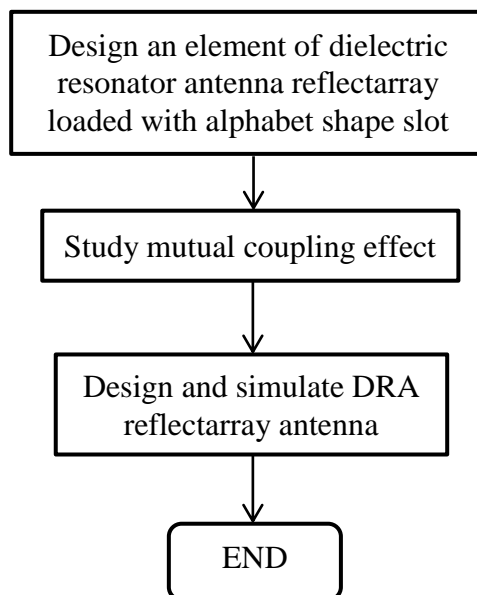 Design an element of dielectric
resonator antenna reflectarray
loaded with alphabet shape slot
Study mutual coupling effect
Design and simulate DRA
reflectarray antenna
END